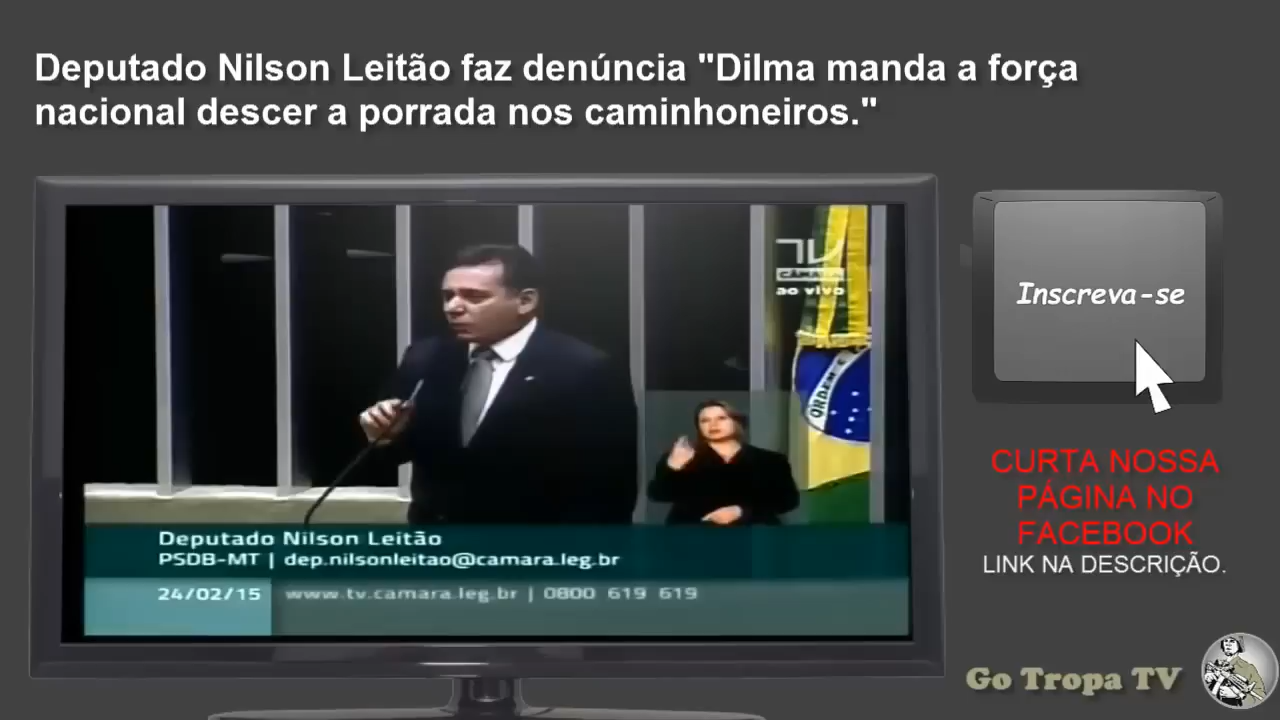 Deputado Nilson Leitão faz denúncia "Dilma manda a força
nacional descer a porrada nos caminhoneiros."
TV
CÂMARA
ao vivo
ORDEM E
Inscreva-se
CURTA NOSSA
PÁGINA NO
FACEBOOK
LINK NA DESCRIÇÃO.
Deputado Nilson Leitão
PSDB-MT | dep.nilsonleitao@camara.leg.br
24/02/15 www.tv.camara.leg.br | 0800 619 619
Go Tropa TV